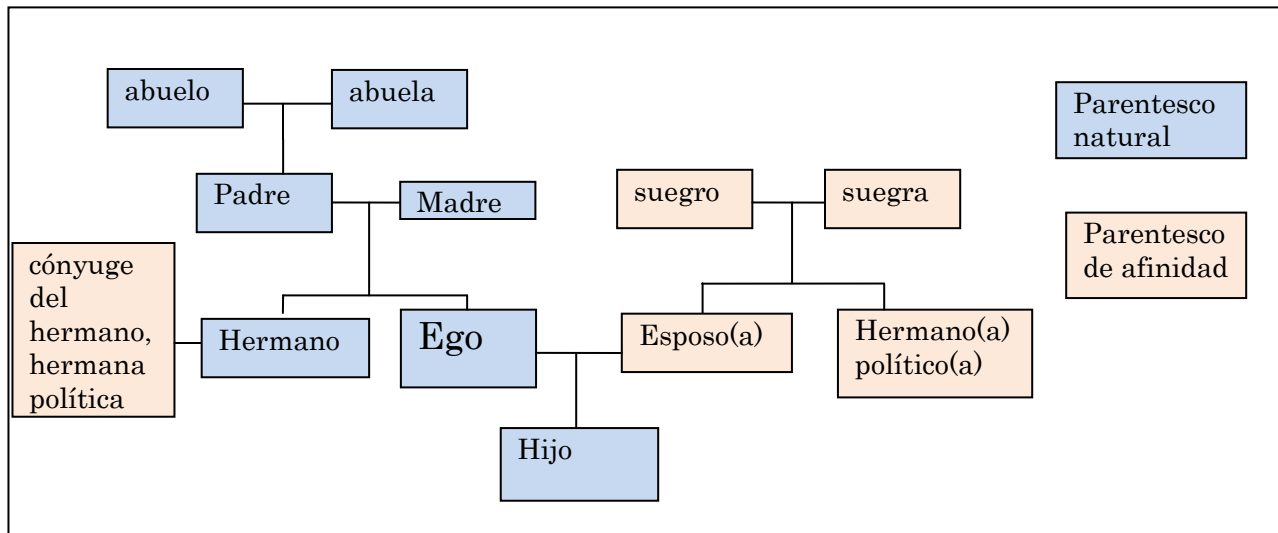 abuelo
abuela
Parentesco
natural
Padre
Madre
suegro
suegra
Parentesco
de afinidad
cónyuge
del
hermano,
hermana
política
Hermano
Ego
Esposo(a)
Hermano(a)
político(a)
Hijo